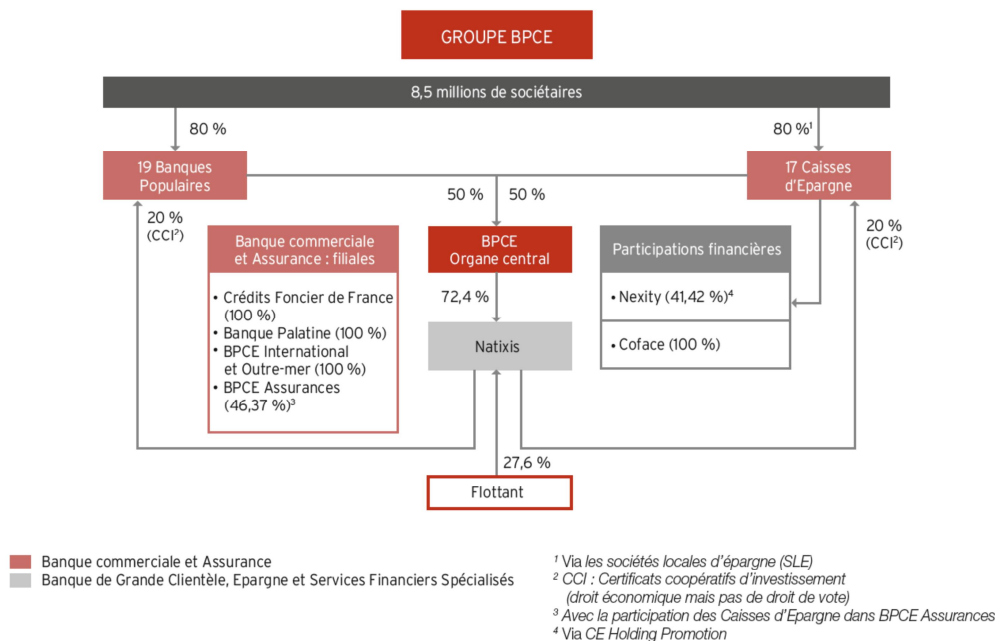 GROUPE BPCE
8,5 millions de sociétaires
80 %
80 %¹
19 Banques
Populaires
17 Caisses
d'Epargne
50 %
50 %
20 %
(CCI²)
20 %
(CCI²)
Banque commerciale
et Assurance : filiales
• Crédits Foncier de France
(100 %)
• Banque Palatine (100 %)
• BPCE International
et Outre-mer (100 %)
• BPCE Assurances
(46,37 %)³
BPCE
Organe central
72,4 %
Natixis
Participations financières
• Nexity (41,42 %)⁴
• Coface (100 %)
27,6 %
Flottant
Banque commerciale et Assurance
Banque de Grande Clientèle, Epargne et Services Financiers Spécialisés
¹ Via les sociétés locales d'épargne (SLE)
² CCI : Certificats coopératifs d'investissement
(droit économique mais pas de droit de vote)
³ Avec la participation des Caisses d'Epargne dans BPCE Assurances
⁴ Via CE Holding Promotion